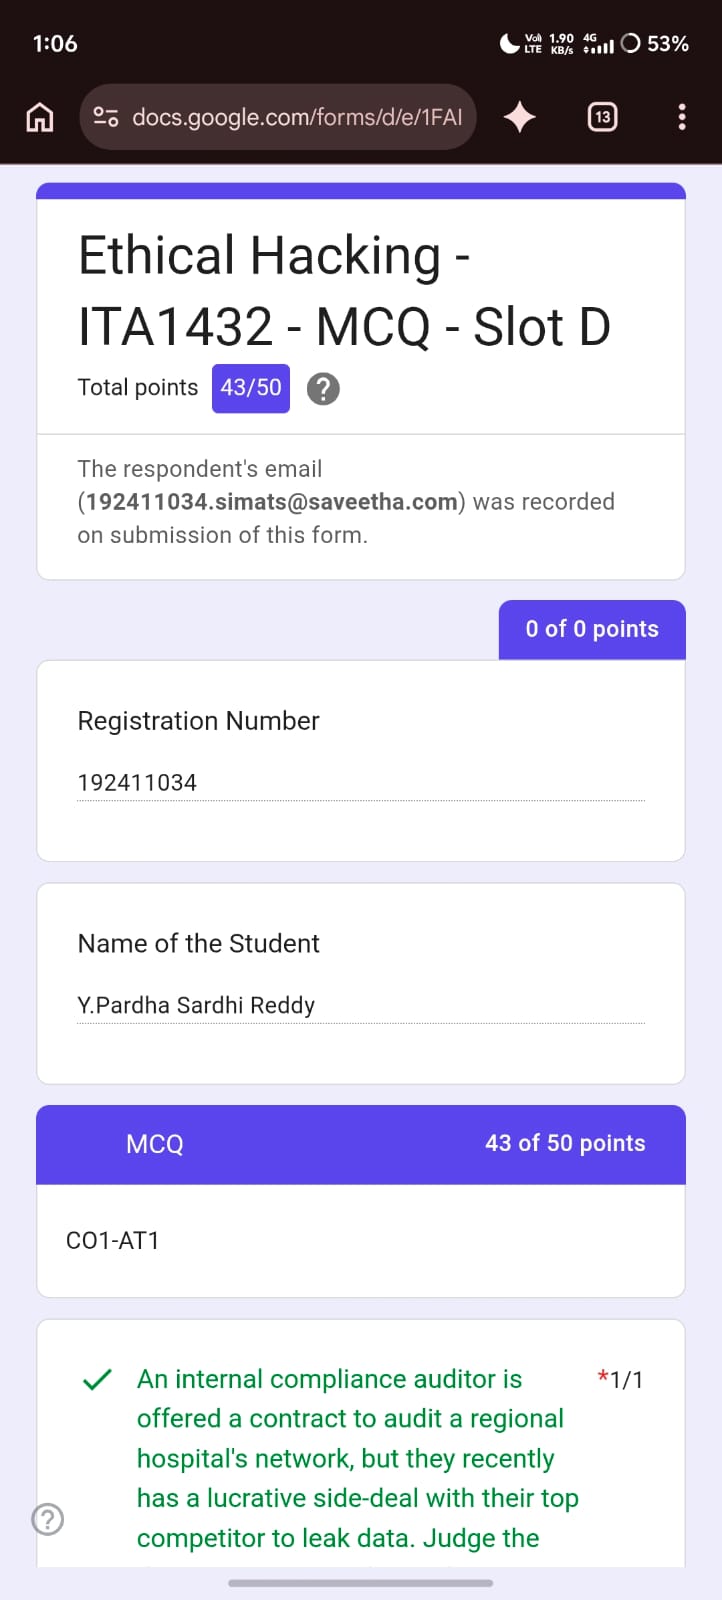 1:06
Vo) 1.90 4G
LTE KB/s
53%
docs.google.com/forms/d/e/1FAI
13
Ethical Hacking -
ITA1432 - MCQ - Slot D
Total points 43/50 ?
The respondent's email
(192411034.simats@saveetha.com) was recorded
on submission of this form.
0 of 0 points
Registration Number
192411034
Name of the Student
Y.Pardha Sardhi Reddy
MCQ 43 of 50 points
CO1-AT1
An internal compliance auditor is *1/1
offered a contract to audit a regional
hospital's network, but they recently
has a lucrative side-deal with their top
?
competitor to leak data. Judge the